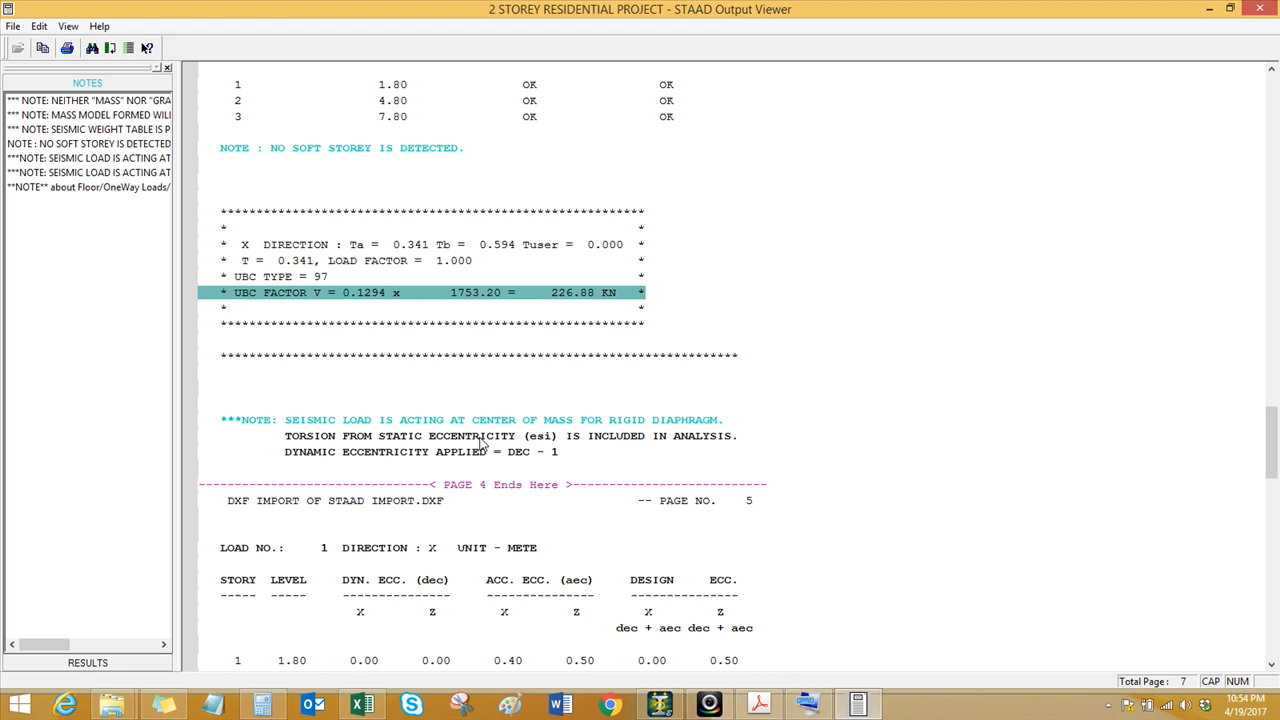 2 STOREY RESIDENTIAL PROJECT - STAAD Output Viewer
File Edit View Help
NOTES
*** NOTE: NEITHER "MASS" NOR "GRA
*** NOTE: MASS MODEL FORMED WILI
*** NOTE: SEISMIC WEIGHT TABLE IS P
NOTE : NO SOFT STOREY IS DETECTED
***NOTE: SEISMIC LOAD IS ACTING AT
***NOTE: SEISMIC LOAD IS ACTING AT
**NOTE** about Floor/OneWay Loads/
RESULTS
1 1.80 OK OK
2 4.80 OK OK
3 7.80 OK OK
NOTE : NO SOFT STOREY IS DETECTED.
***********************************************************
* *
* X DIRECTION : Ta = 0.341 Tb = 0.594 Tuser = 0.000 *
* T = 0.341, LOAD FACTOR = 1.000 *
* UBC TYPE = 97 *
* UBC FACTOR V = 0.1294 x 1753.20 = 226.88 KN *
* *
***********************************************************
************************************************************************
***NOTE: SEISMIC LOAD IS ACTING AT CENTER OF MASS FOR RIGID DIAPHRAGM.
TORSION FROM STATIC ECCENTRICITY (esi) IS INCLUDED IN ANALYSIS.
DYNAMIC ECCENTRICITY APPLIED = DEC - 1
--------------------------------< PAGE 4 Ends Here >---------------------------
DXF IMPORT OF STAAD IMPORT.DXF -- PAGE NO. 5
LOAD NO.: 1 DIRECTION : X UNIT - METE
STORY LEVEL DYN. ECC. (dec) ACC. ECC. (aec) DESIGN ECC.
----- ----- --------------- --------------- ---------------
X Z X Z X Z
dec + aec dec + aec
1 1.80 0.00 0.00 0.40 0.50 0.00 0.50
Total Page: 7 CAP NUM
10:54 PM
4/19/2017